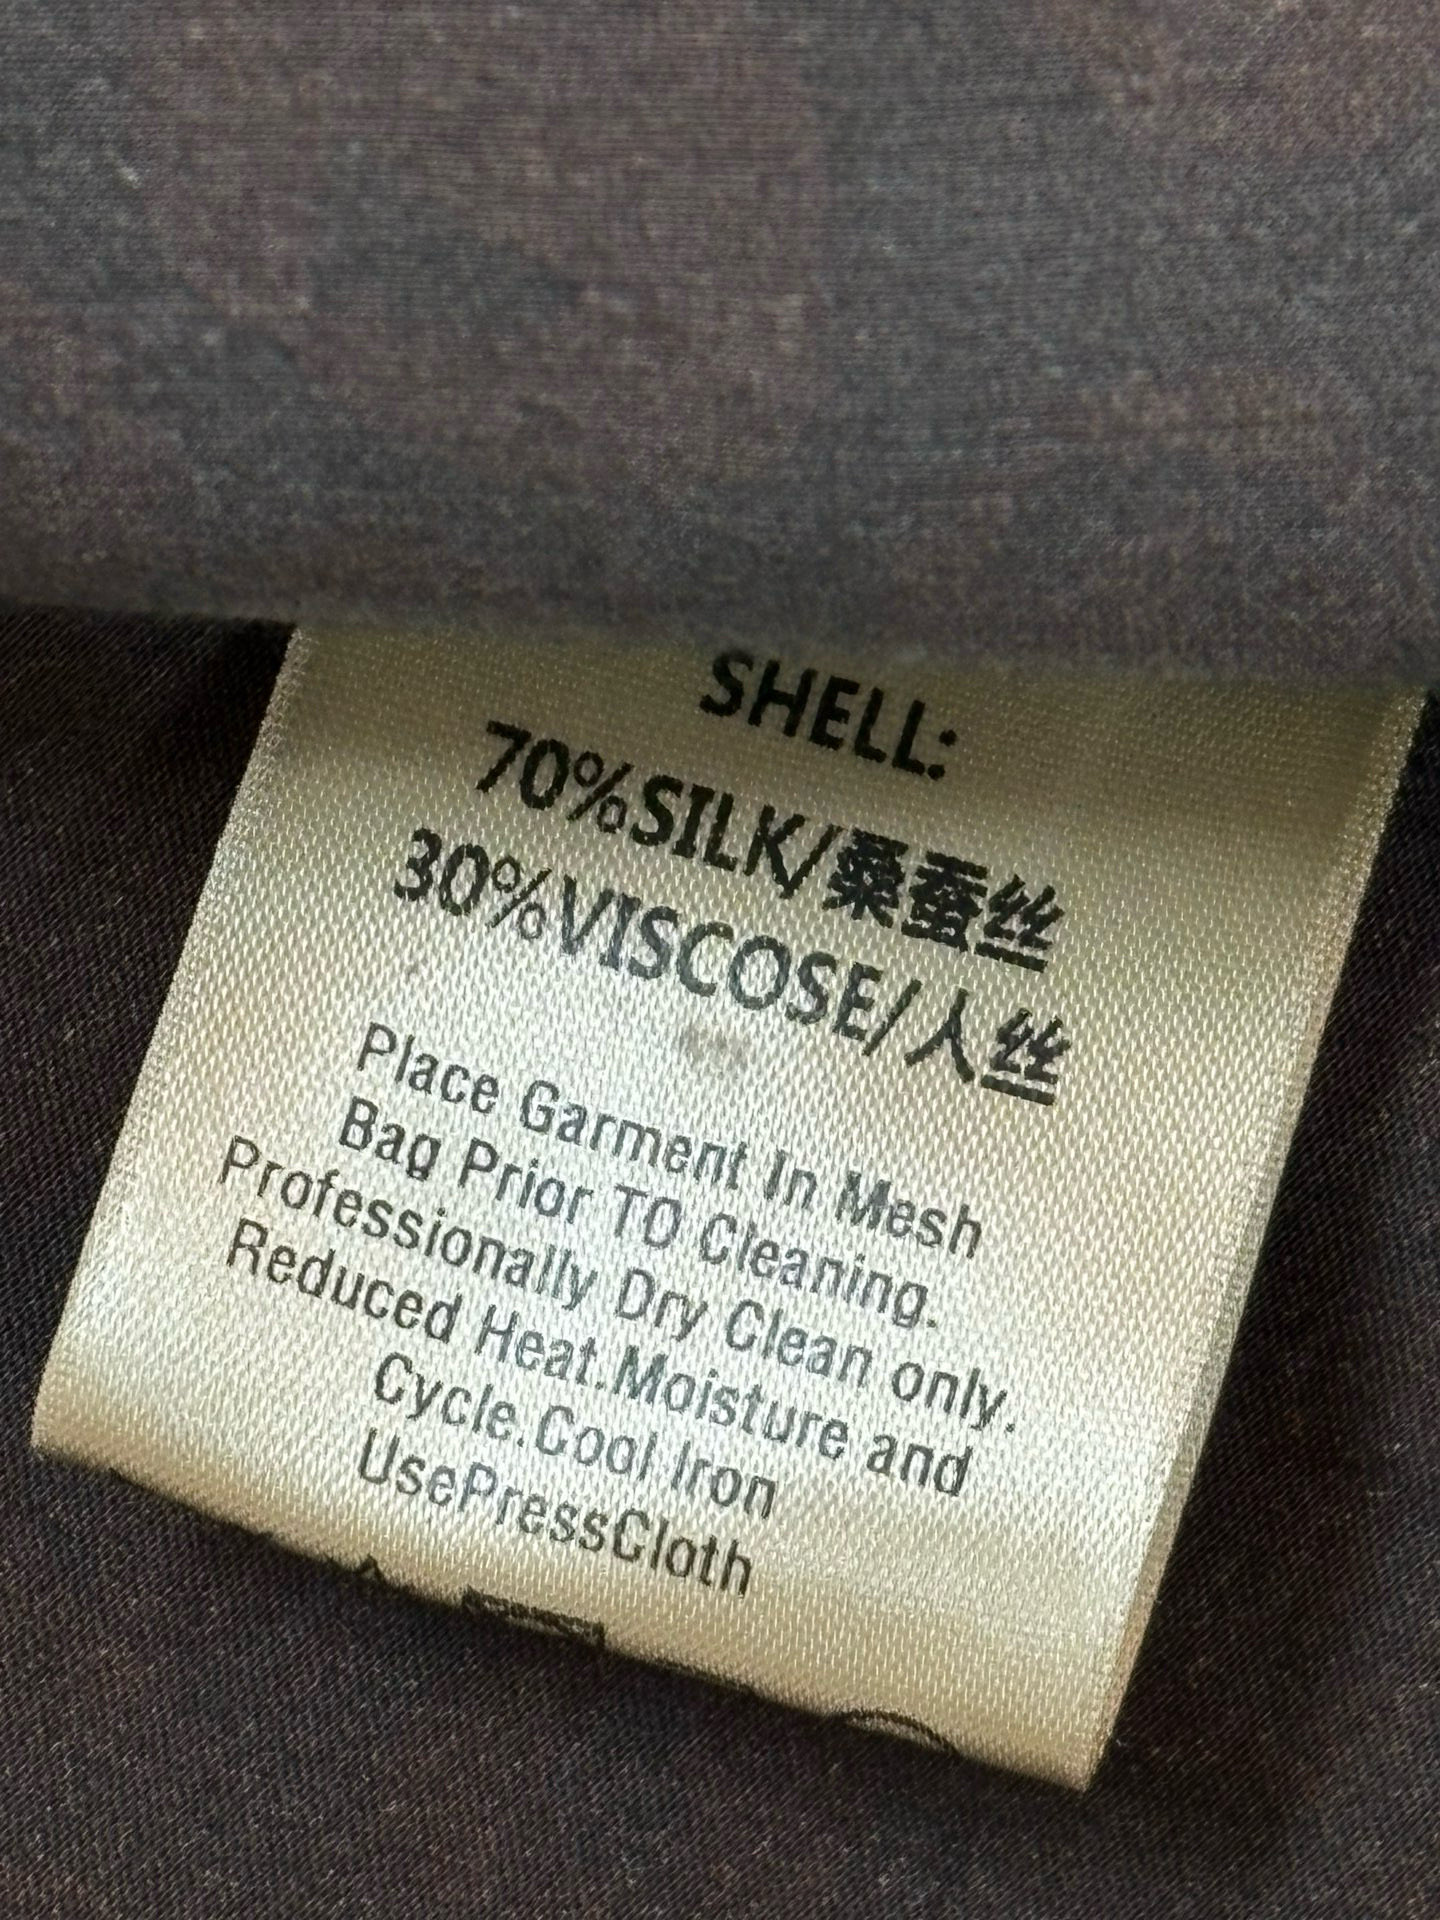 SHELL:
70%SILK/桑蚕丝
30%VISCOSE/人丝
Place Garment In Mesh
Bag Prior TO Cleaning.
Professionally Dry Clean only.
Reduced Heat.Moisture and
Cycle.Cool Iron
UsePressCloth